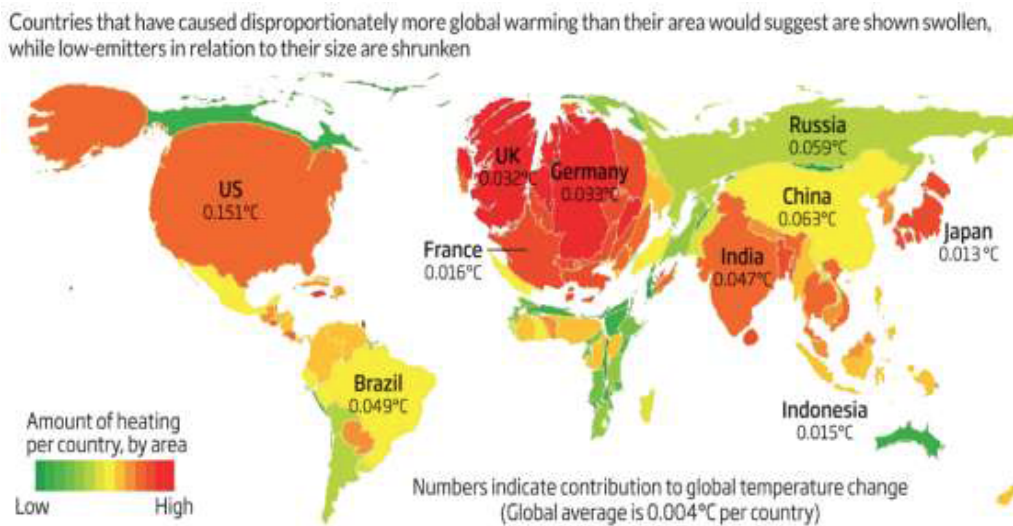 Countries that have caused disproportionately more global warming than their area would suggest are shown swollen,
while low-emitters in relation to their size are shrunken
US
0.151°C
UK
0.032°C
Germany
0.033°C
Russia
0.059°C
China
0.063°C
Japan
0.013°C
France
0.016°C
India
0.047°C
Brazil
0.049°C
Indonesia
0.015°C
Amount of heating
per country, by area
Low High
Numbers indicate contribution to global temperature change
(Global average is 0.004°C per country)